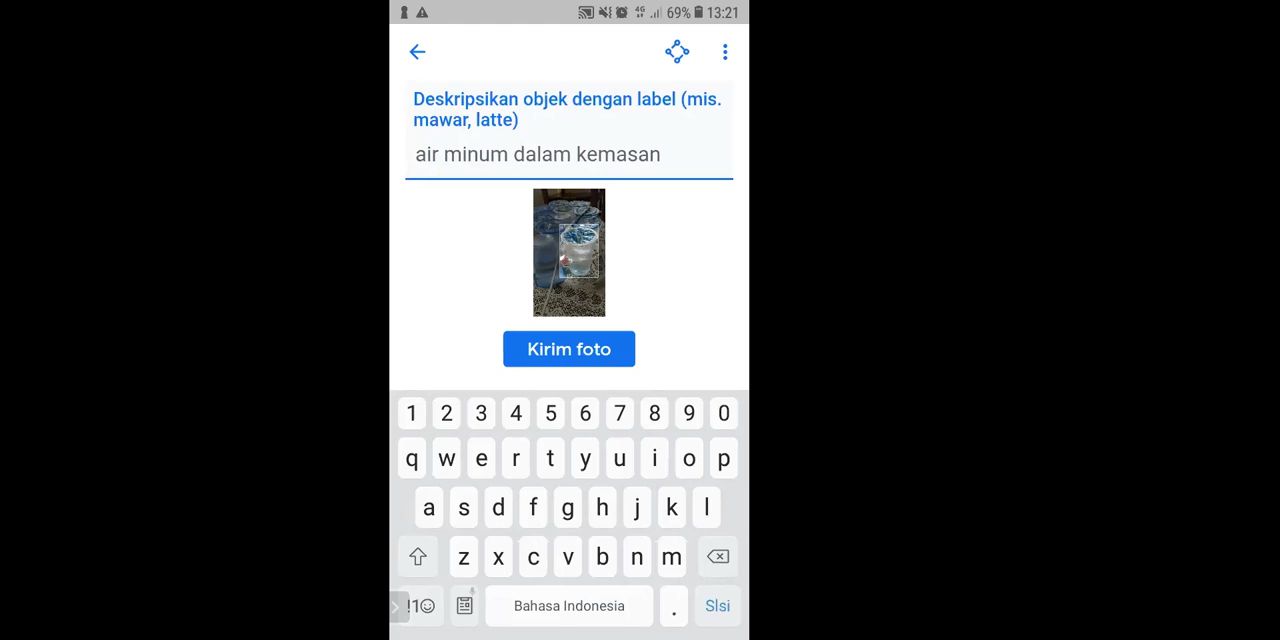 4G 69% 13:21
Deskripsikan objek dengan label (mis.
mawar, latte)
air minum dalam kemasan
Kirim foto
1 2 3 4 5 6 7 8 9 0
q w e r t y u i o p
a s d f g h j k l
z x c v b n m
!1☺ Bahasa Indonesia . Slsi